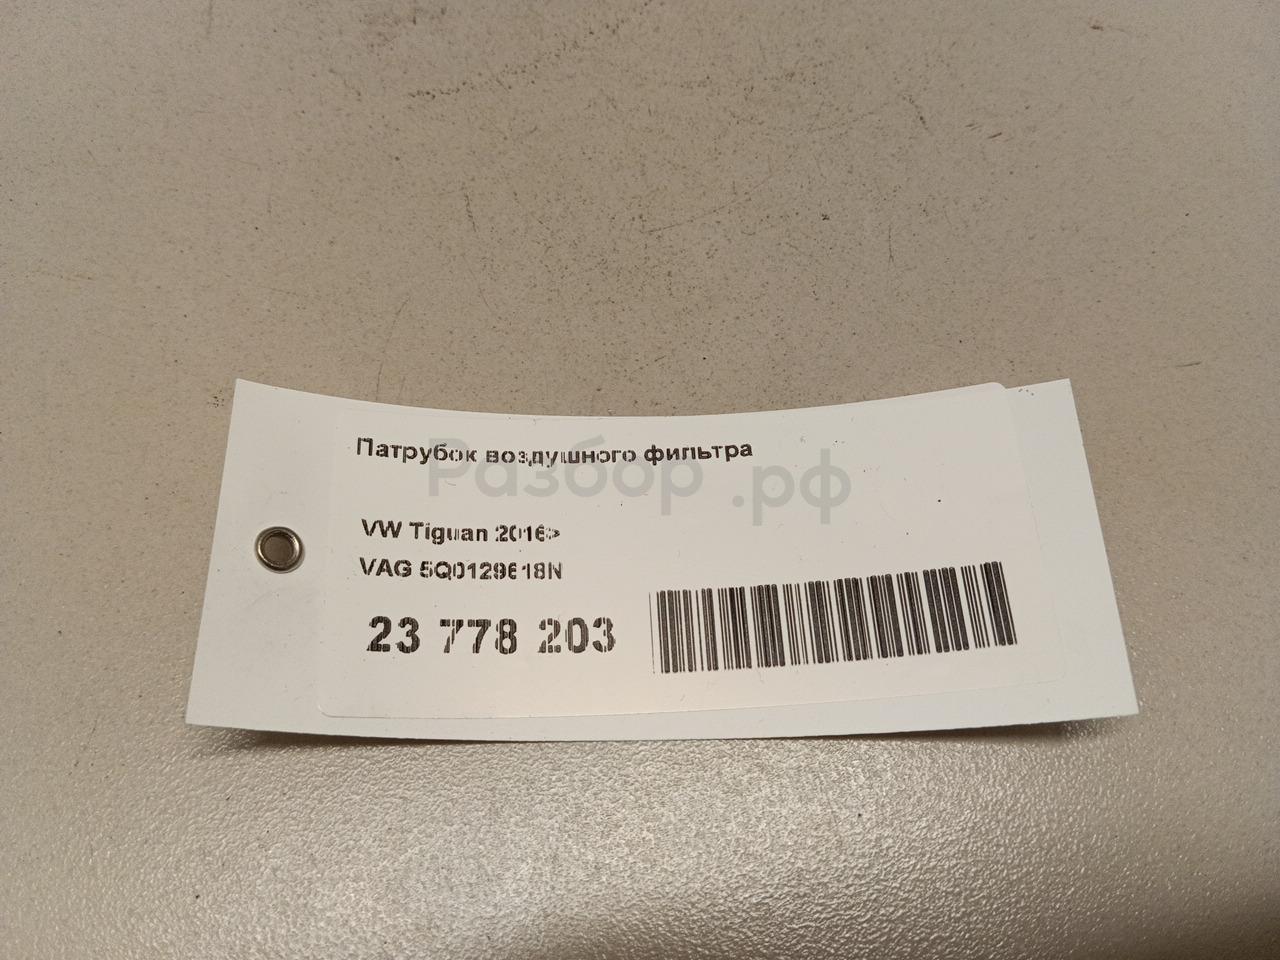 Патрубок воздушного фильтра
Разбор.рф
VW Tiguan 2016>
VAG 5Q0129618N
23 778 203